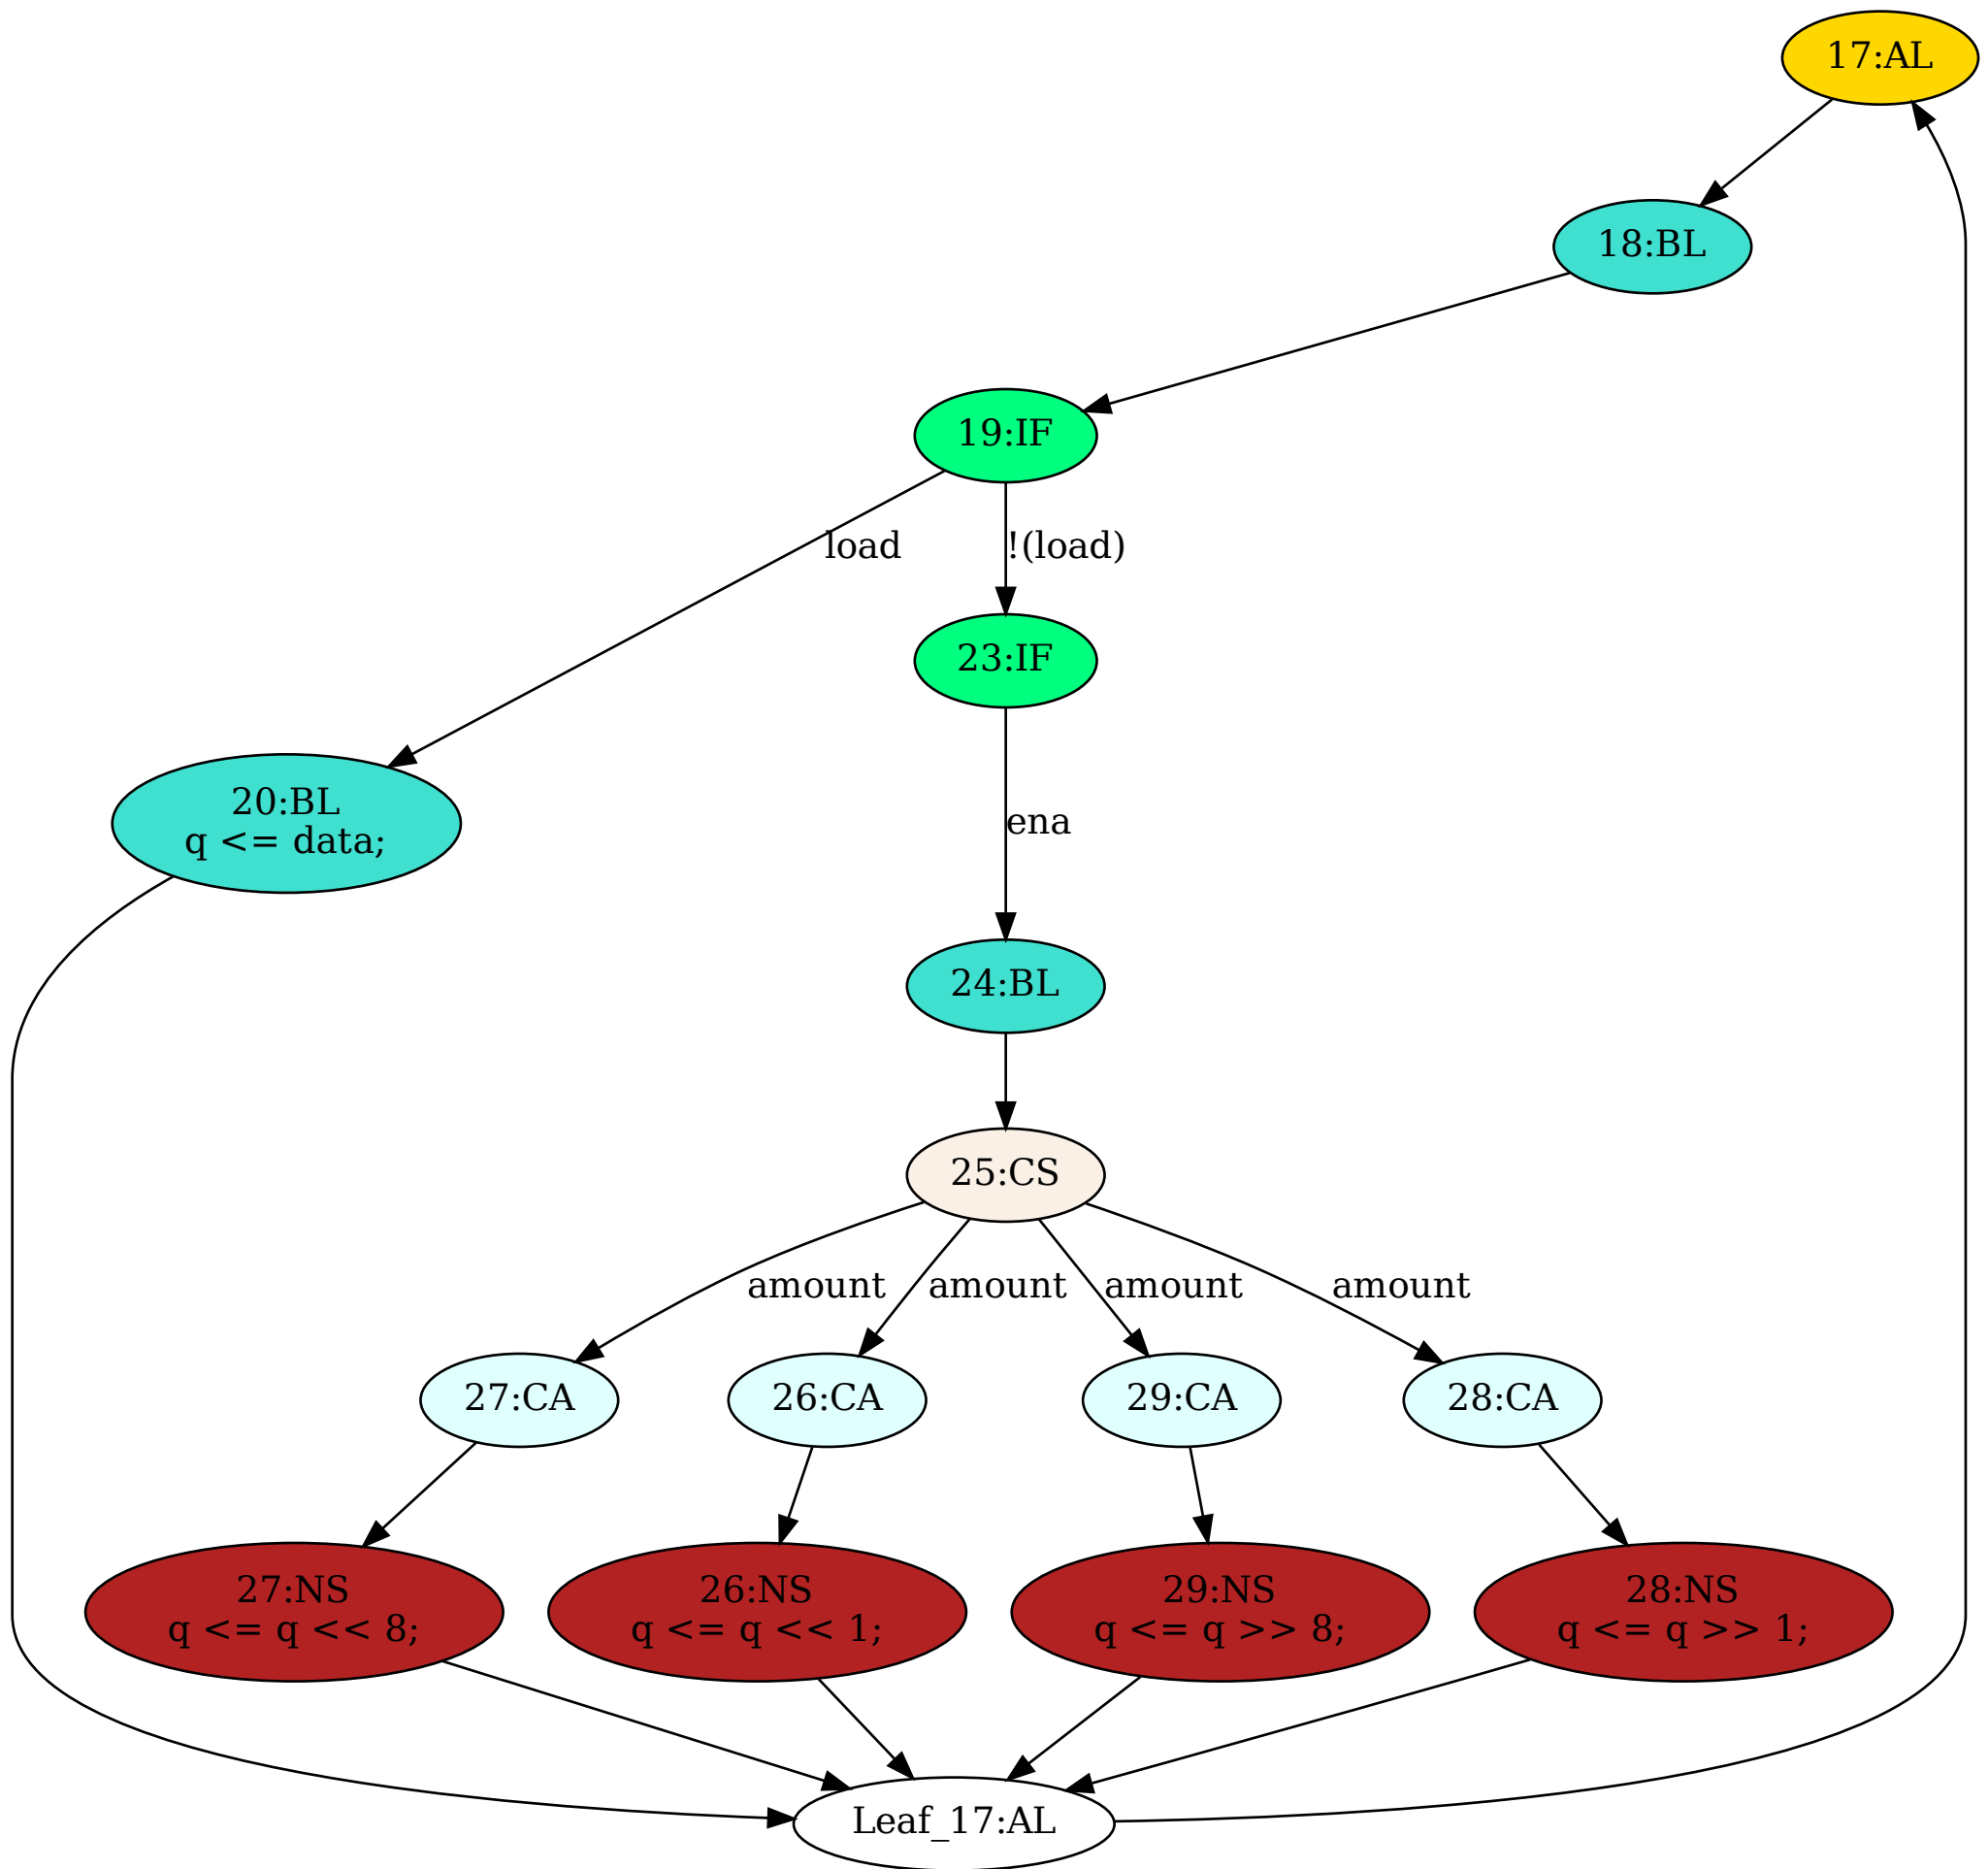 17:AL
18:BL
19:IF
load
!(load)
23:IF
20:BL
q <= data;
ena
24:BL
25:CS
amount
amount
amount
amount
27:CA
26:CA
29:CA
28:CA
27:NS
q <= q << 8;
26:NS
q <= q << 1;
29:NS
q <= q >> 8;
28:NS
q <= q >> 1;
Leaf_17:AL